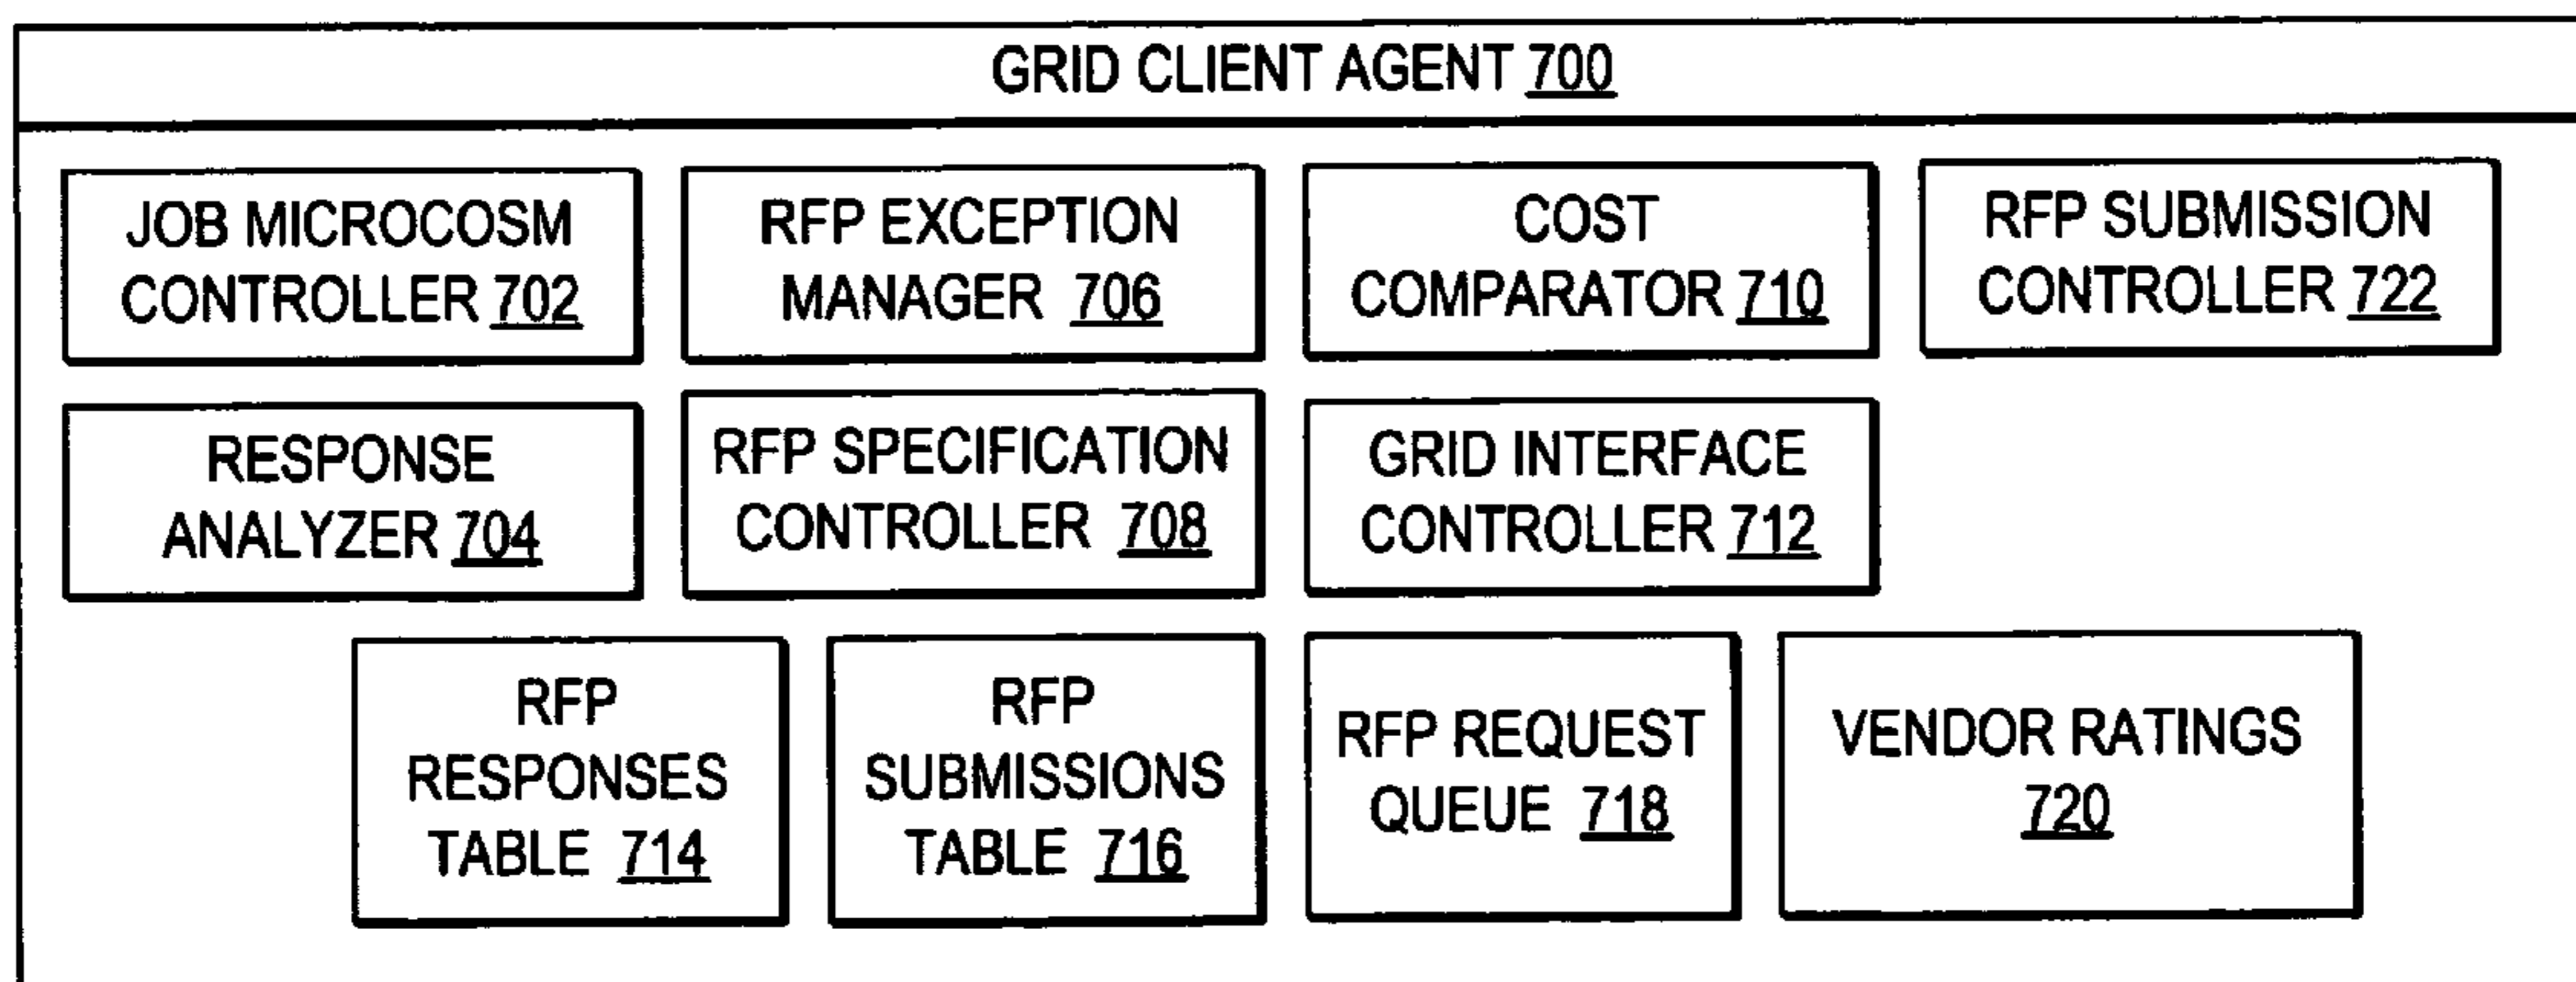 GRID CLIENT AGENT 700
JOB MICROCOSM
CONTROLLER 702
RFP EXCEPTION
MANAGER 706
COST
COMPARATOR 710
RFP SUBMISSION
CONTROLLER 722
RESPONSE
ANALYZER 704
RFP SPECIFICATION
CONTROLLER 708
GRID INTERFACE
CONTROLLER 712
RFP
RESPONSES
TABLE 714
RFP
SUBMISSIONS
TABLE 716
RFP REQUEST
QUEUE 718
VENDOR RATINGS
720